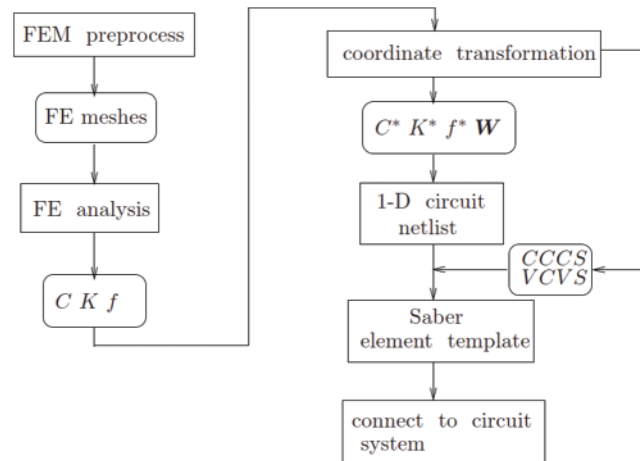 FEM preprocess
FE meshes
FE analysis
C K f
coordinate transformation
C* K* f* W
1-D circuit
netlist
CCCS
VCVS
Saber
element template
connect to circuit
system